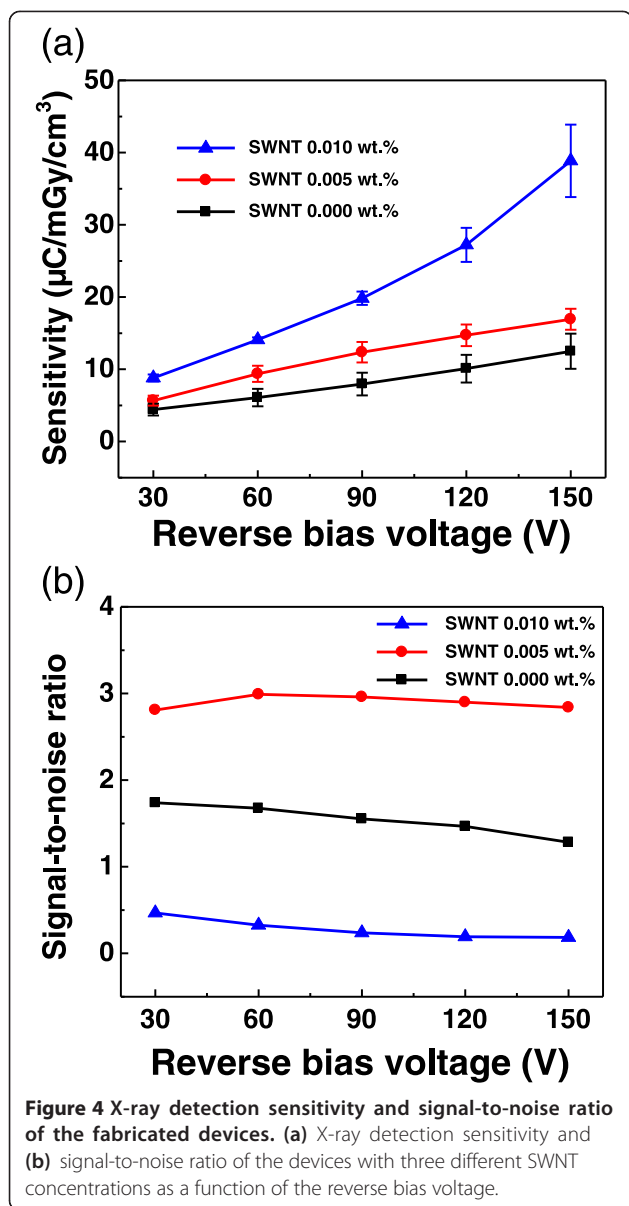 (a)
50
40
30
20
10
0
Sensitivity (µC/mGy/cm³)
SWNT 0.010 wt.%
SWNT 0.005 wt.%
SWNT 0.000 wt.%
30 60 90 120 150
Reverse bias voltage (V)
(b)
4
3
2
1
0
Signal-to-noise ratio
SWNT 0.010 wt.%
SWNT 0.005 wt.%
SWNT 0.000 wt.%
30 60 90 120 150
Reverse bias voltage (V)
Figure 4 X-ray detection sensitivity and signal-to-noise ratio
of the fabricated devices. (a) X-ray detection sensitivity and
(b) signal-to-noise ratio of the devices with three different SWNT
concentrations as a function of the reverse bias voltage.